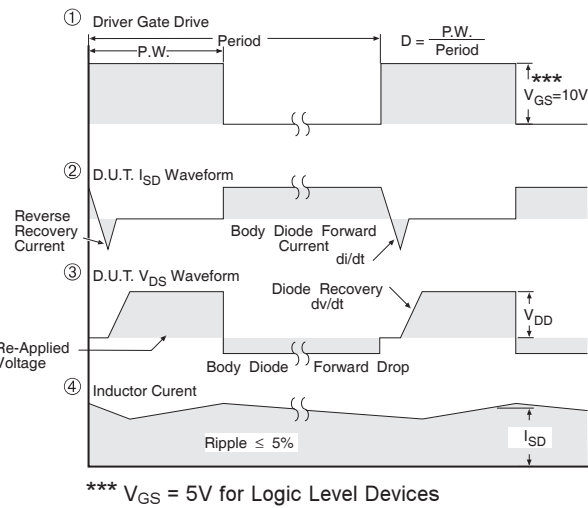 ① Driver Gate Drive
Period
P.W.
D = P.W.
Period
***
VGS=10V
② D.U.T. ISD Waveform
Reverse
Recovery
Current
Body Diode Forward
Current
di/dt
③ D.U.T. VDS Waveform
Diode Recovery
dv/dt
VDD
Re-Applied
Voltage
Body Diode Forward Drop
④ Inductor Curent
Ripple ≤ 5%
ISD
*** VGS = 5V for Logic Level Devices